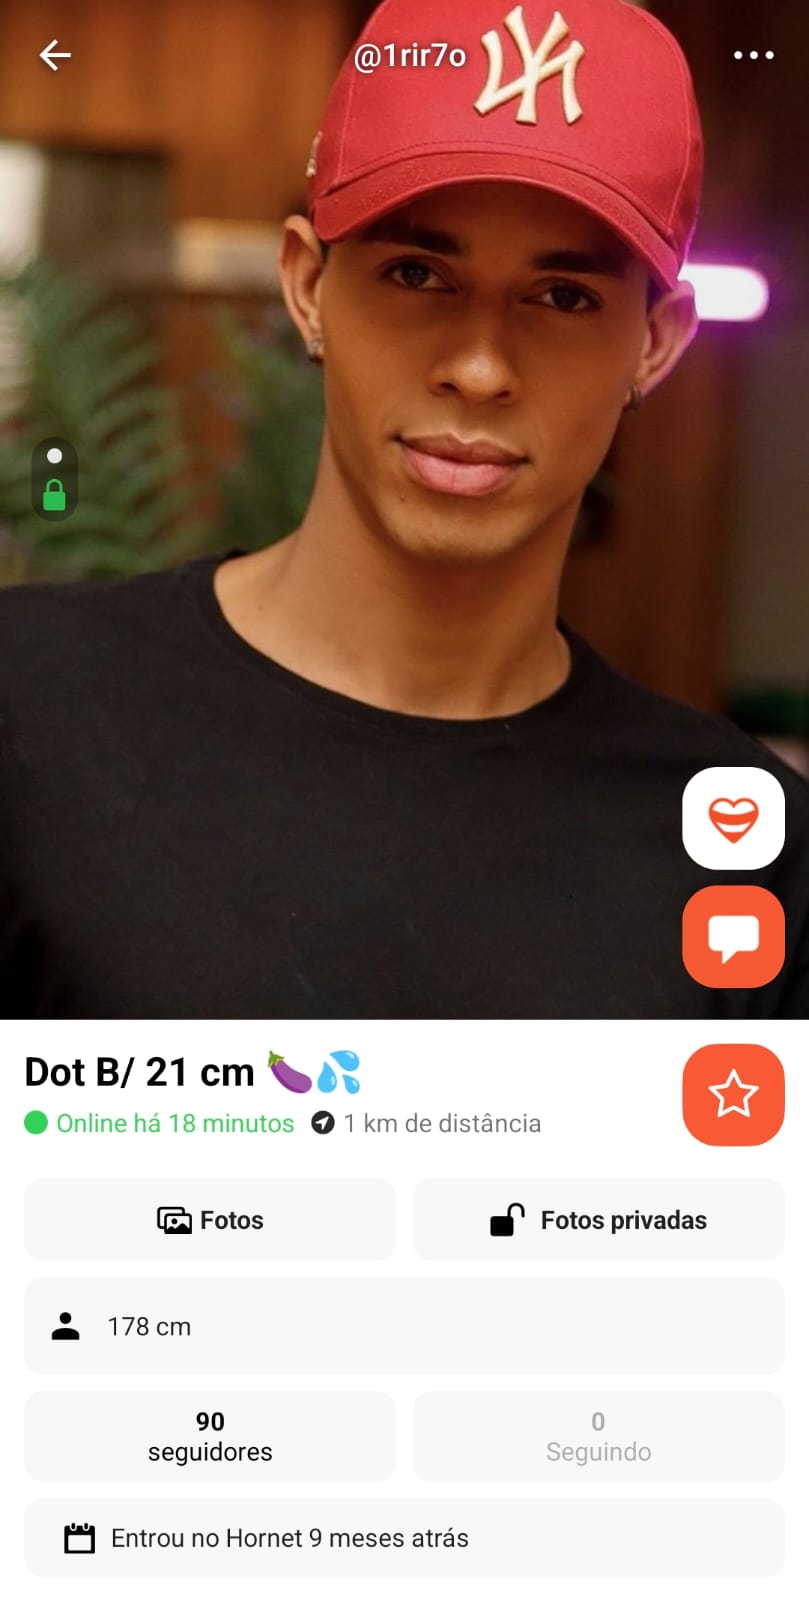 @1rir7o
NY
Dot B/ 21 cm 🍆💦
Online há 18 minutos 1 km de distância
Fotos Fotos privadas
178 cm
90 0
seguidores Seguindo
Entrou no Hornet 9 meses atrás